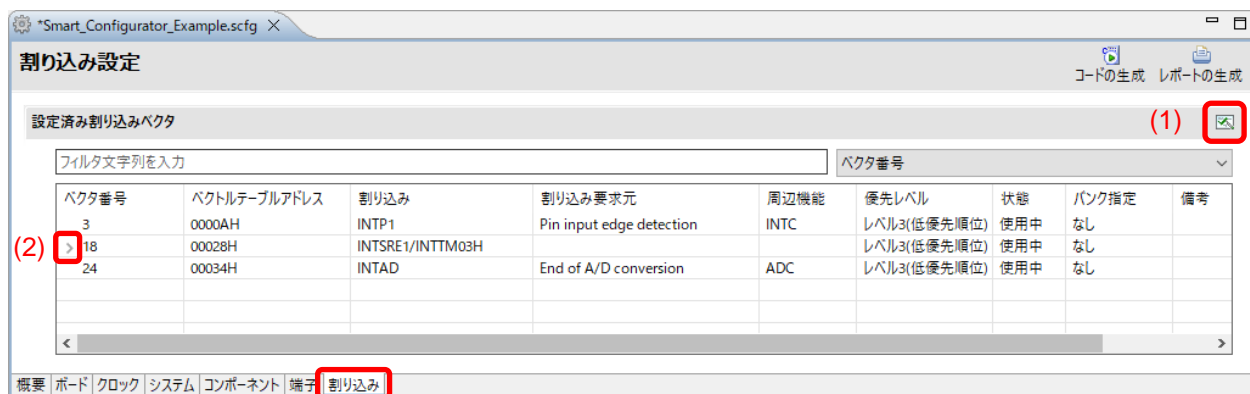 *Smart_Configurator_Example.scfg
割り込み設定
コードの生成 レポートの生成
設定済み割り込みベクタ
(1)
フィルタ文字列を入力 ベクタ番号
ベクタ番号 ベクトルテーブルアドレス 割り込み 割り込み要求元 周辺機能 優先レベル 状態 バンク指定 備考
3 0000AH INTP1 Pin input edge detection INTC レベル3(低優先順位) 使用中 なし
(2) > 18 00028H INTSRE1/INTTM03H レベル3(低優先順位) 使用中 なし
24 00034H INTAD End of A/D conversion ADC レベル3(低優先順位) 使用中 なし
概要 ボード クロック システム コンポーネント 端子 割り込み